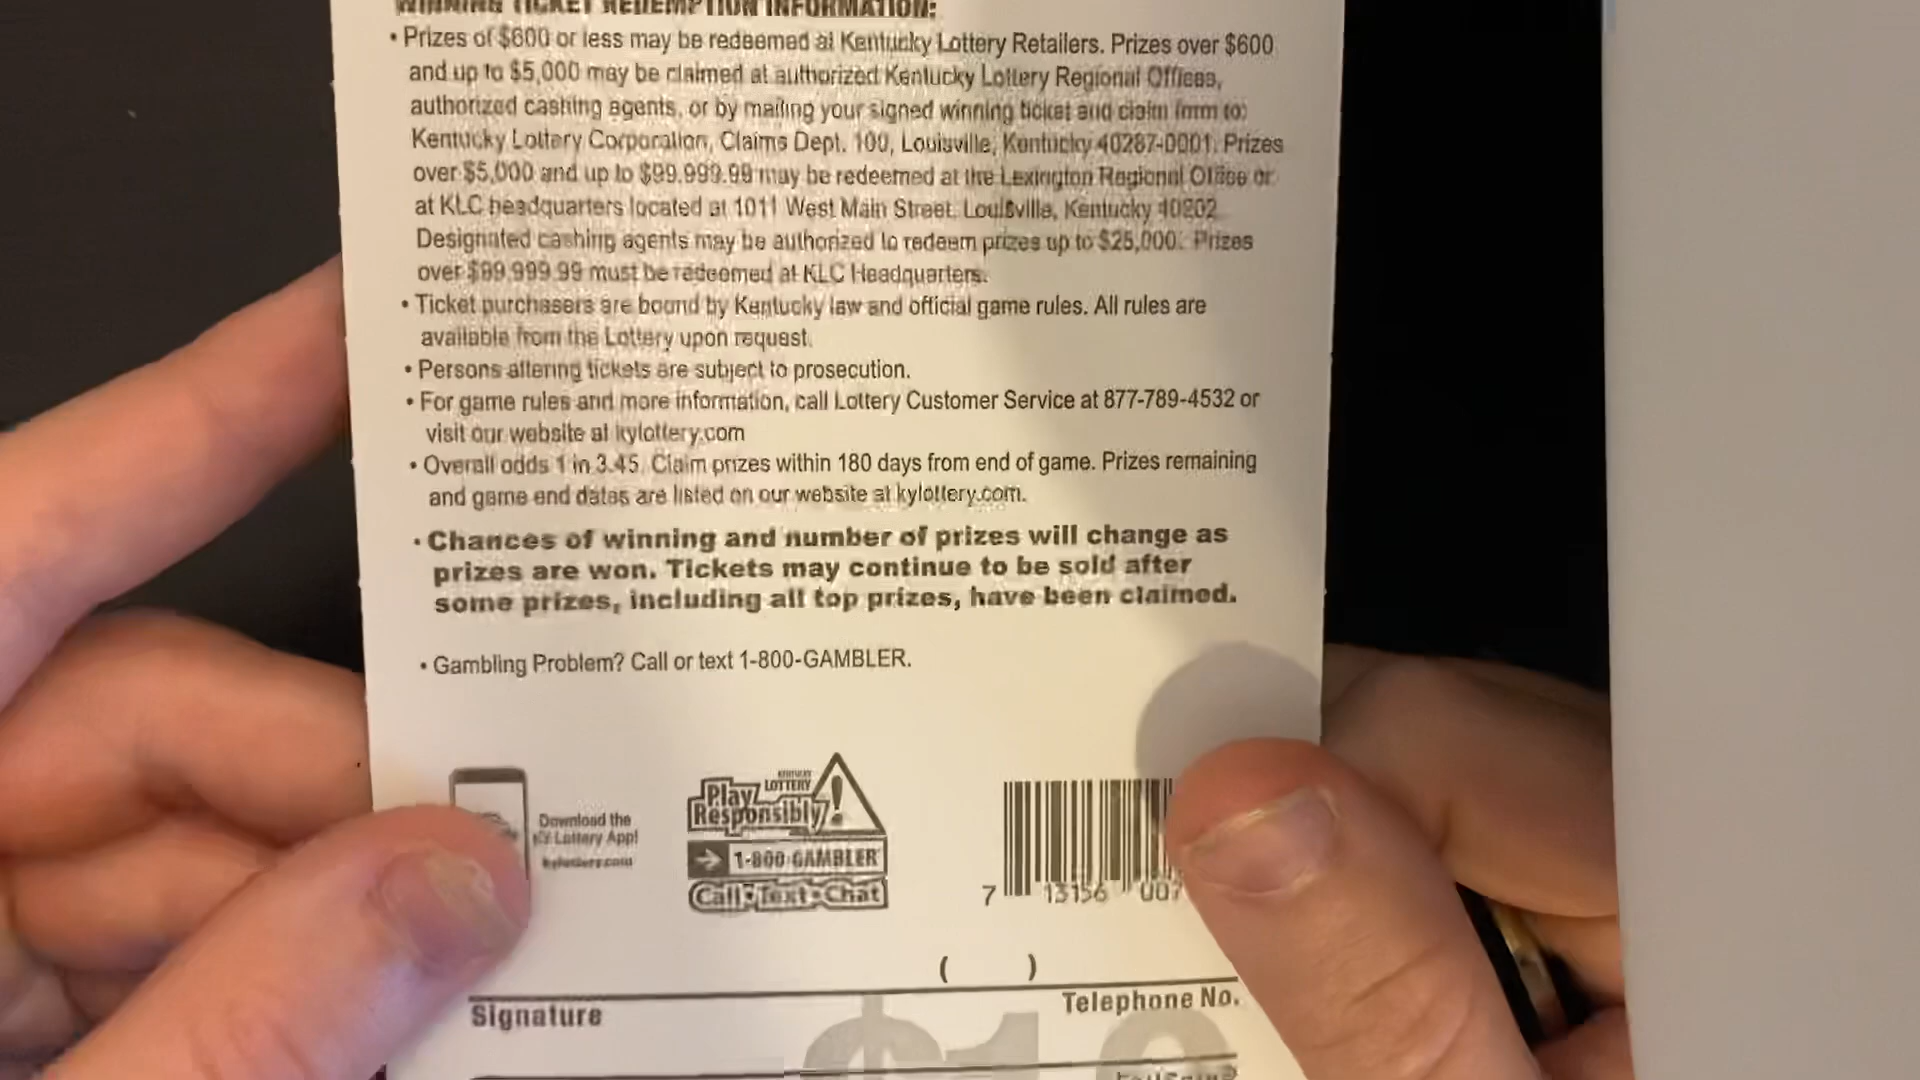 WINNING TICKET REDEMPTION INFORMATION:
• Prizes of $600 or less may be redeemed at Kentucky Lottery Retailers. Prizes over $600
and up to $5,000 may be claimed at authorized Kentucky Lottery Regional Offices,
authorized cashing agents, or by mailing your signed winning ticket and claim form to:
Kentucky Lottery Corporation, Claims Dept. 100, Louisville, Kentucky 40287-0001. Prizes
over $5,000 and up to $99,999.99 may be redeemed at the Lexington Regional Office or
at KLC headquarters located at 1011 West Main Street, Louisville, Kentucky 40202.
Designated cashing agents may be authorized to redeem prizes up to $25,000. Prizes
over $99,999.99 must be redeemed at KLC Headquarters.
• Ticket purchasers are bound by Kentucky law and official game rules. All rules are
available from the Lottery upon request.
• Persons altering tickets are subject to prosecution.
• For game rules and more information, call Lottery Customer Service at 877-789-4532 or
visit our website at kylottery.com
• Overall odds 1 in 3.45. Claim prizes within 180 days from end of game. Prizes remaining
and game end dates are listed on our website at kylottery.com.
• Chances of winning and number of prizes will change as
prizes are won. Tickets may continue to be sold after
some prizes, including all top prizes, have been claimed.
• Gambling Problem? Call or text 1-800-GAMBLER.
Download the
KY Lottery App!
kylottery.com
KENTUCKY
LOTTERY
Play
Responsibly!
1-800-GAMBLER
Call•Text•Chat
7 13156 007
( )
Signature
Telephone No.
$10